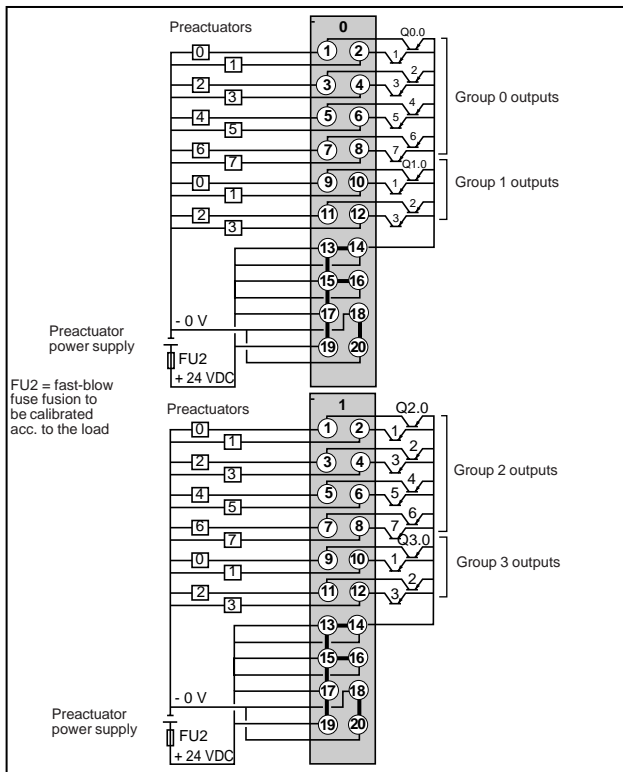 Preactuators 0
0 1 2 Q0.0
1 1
2 3 4 2
3 3
4 5 6 4
5 5
Group 0 outputs
6 7 8 6
7 7
0 9 10 Q1.0
1 1
Group 1 outputs
2 11 12 2
3 3
13 14
15 16
17 18
- 0 V
Preactuator
power supply
19 20
FU2
+ 24 VDC
FU2 = fast-blow
fuse fusion to
be calibrated
acc. to the load
Preactuators 1
0 1 2 Q2.0
1 1
2 3 4 2
3 3
4 5 6 4
5 5
Group 2 outputs
6 7 8 6
7 7
0 9 10 Q3.0
1 1
Group 3 outputs
2 11 12 2
3 3
13 14
15 16
17 18
- 0 V
Preactuator
power supply
19 20
FU2
+ 24 VDC